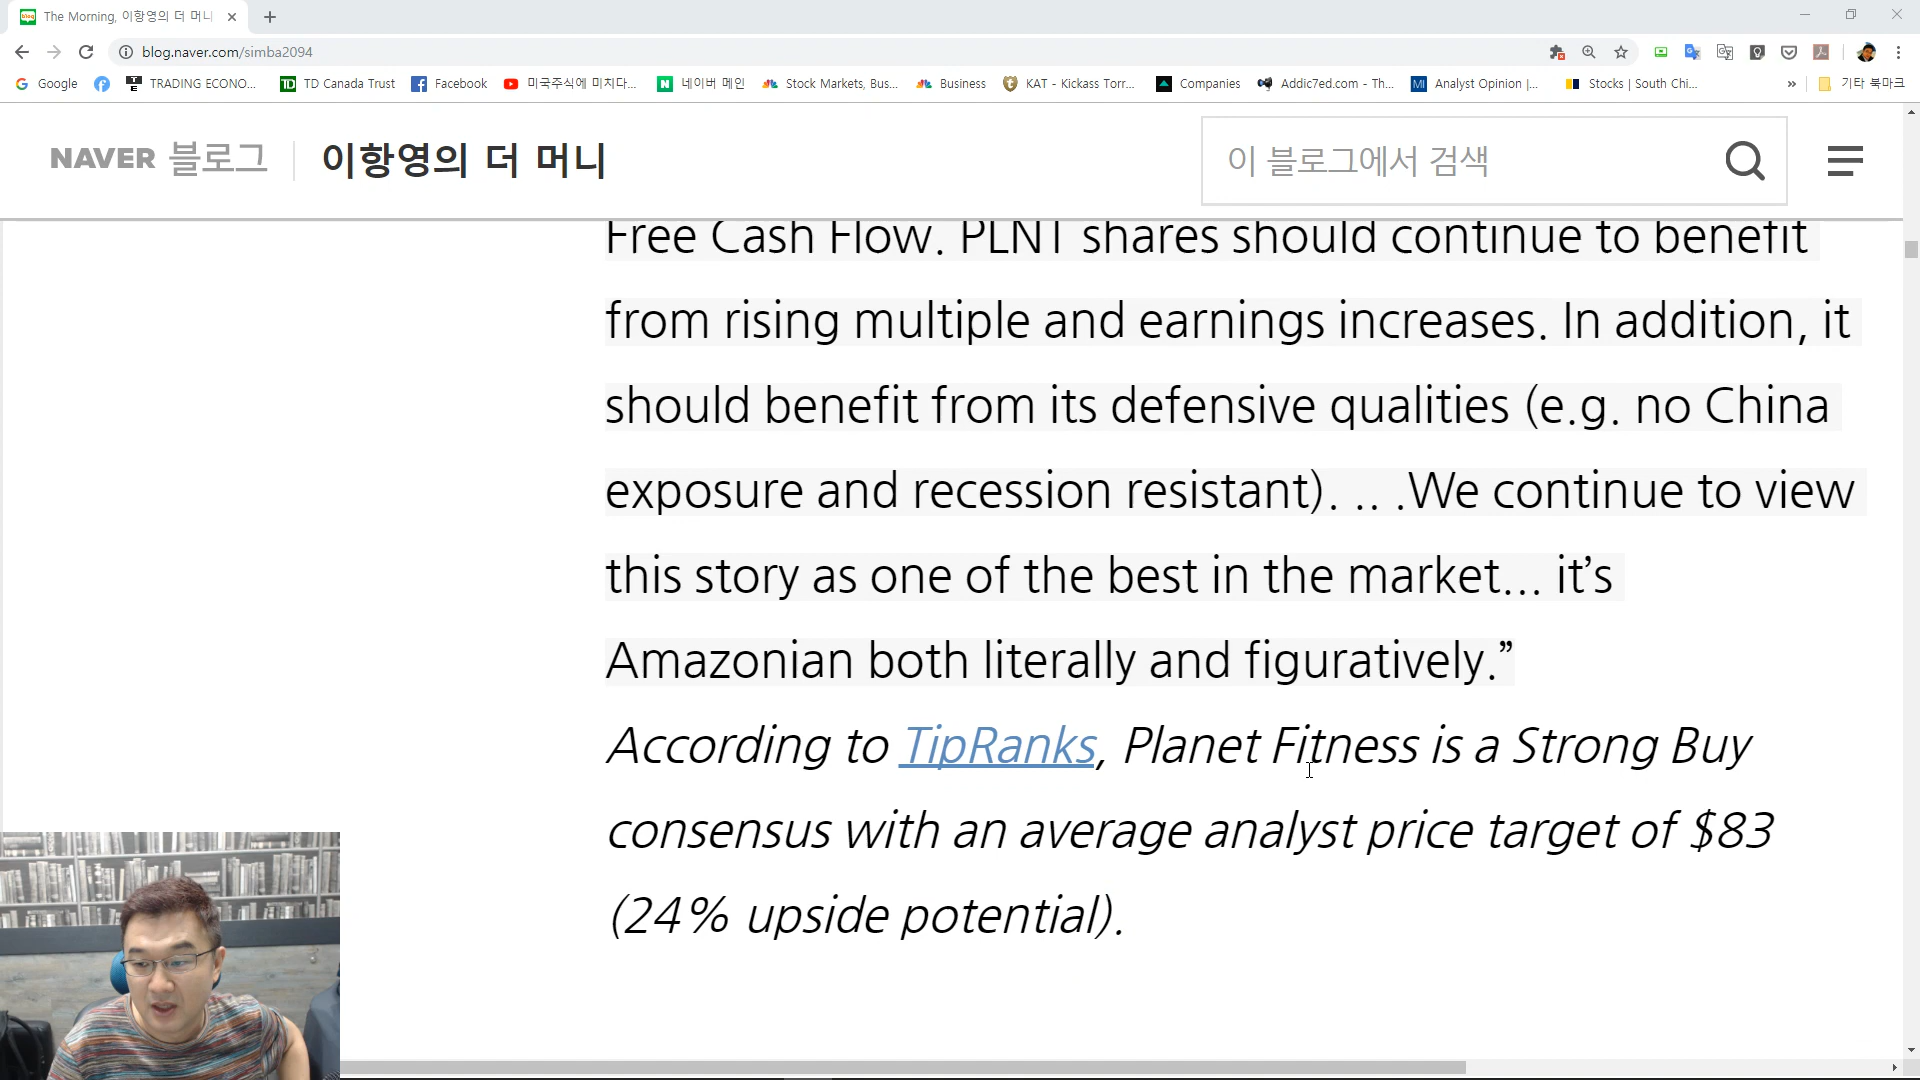 The Morning, 이항영의 더 머니
blog.naver.com/simba2094
Google
TRADING ECONO...
TD Canada Trust
Facebook
미국주식에 미치다...
네이버 메인
Stock Markets, Bus...
Business
KAT - Kickass Torr...
Companies
Addic7ed.com - Th...
Analyst Opinion |...
Stocks | South Chi...
기타 북마크
NAVER 블로그
이항영의 더 머니
이 블로그에서 검색
Free Cash Flow. PLNT shares should continue to benefit
from rising multiple and earnings increases. In addition, it
should benefit from its defensive qualities (e.g. no China
exposure and recession resistant). .. .We continue to view
this story as one of the best in the market... it’s
Amazonian both literally and figuratively.”
According to TipRanks, Planet Fitness is a Strong Buy
consensus with an average analyst price target of $83
(24% upside potential).